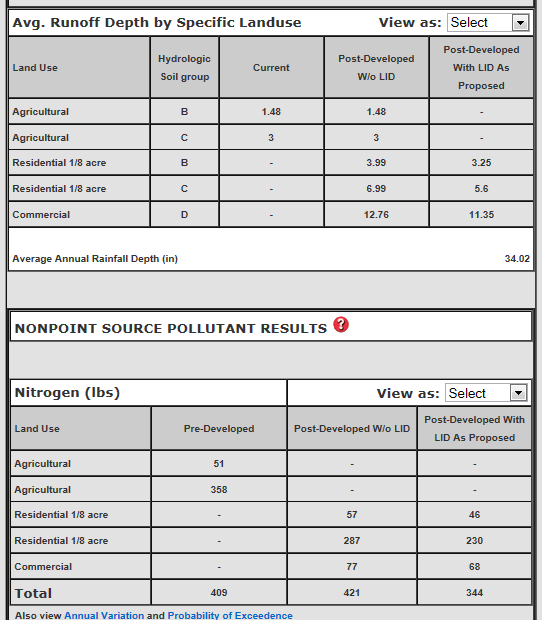 Avg. Runoff Depth by Specific Landuse View as: Select
Land Use Hydrologic Soil group Current Post-Developed W/o LID Post-Developed With LID As Proposed
Agricultural B 1.48 1.48 -
Agricultural C 3 3 -
Residential 1/8 acre B - 3.99 3.25
Residential 1/8 acre C - 6.99 5.6
Commercial D - 12.76 11.35
Average Annual Rainfall Depth (in) 34.02
NONPOINT SOURCE POLLUTANT RESULTS ?
Nitrogen (lbs) View as: Select
Land Use Pre-Developed Post-Developed W/o LID Post-Developed With LID As Proposed
Agricultural 51 - -
Agricultural 358 - -
Residential 1/8 acre - 57 46
Residential 1/8 acre - 287 230
Commercial - 77 68
Total 409 421 344
Also view Annual Variation and Probability of Exceedence